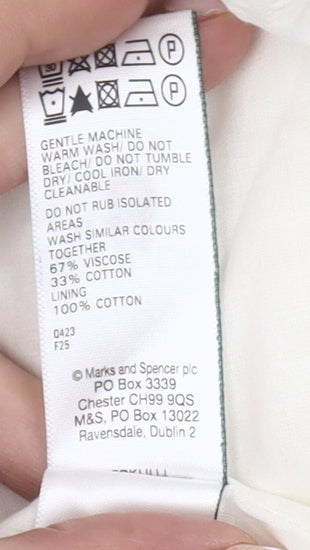 P
P
GENTLE MACHINE
WARM WASH/ DO NOT
BLEACH/ DO NOT TUMBLE
DRY/ COOL IRON/ DRY
CLEANABLE
DO NOT RUB ISOLATED
AREAS
WASH SIMILAR COLOURS
TOGETHER
67% VISCOSE
33% COTTON
LINING
100% COTTON
0423
F25
© Marks and Spencer plc
PO Box 3339
Chester CH99 9QS
M&S, PO Box 13022
Ravensdale, Dublin 2